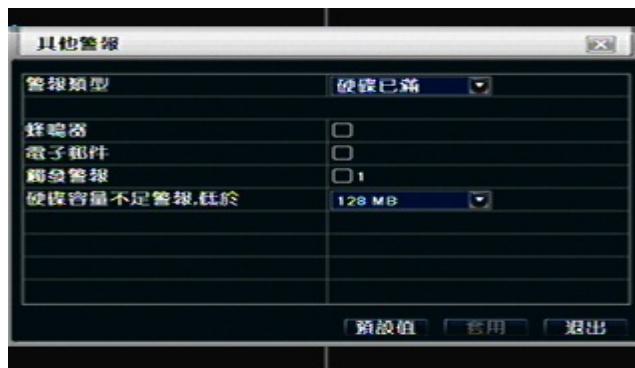 其他警報
警報類型 硬碟已滿
蜂鳴器
電子郵件
觸發警報 1
硬碟容量不足警報,低於 128 MB
預設值 套用 退出